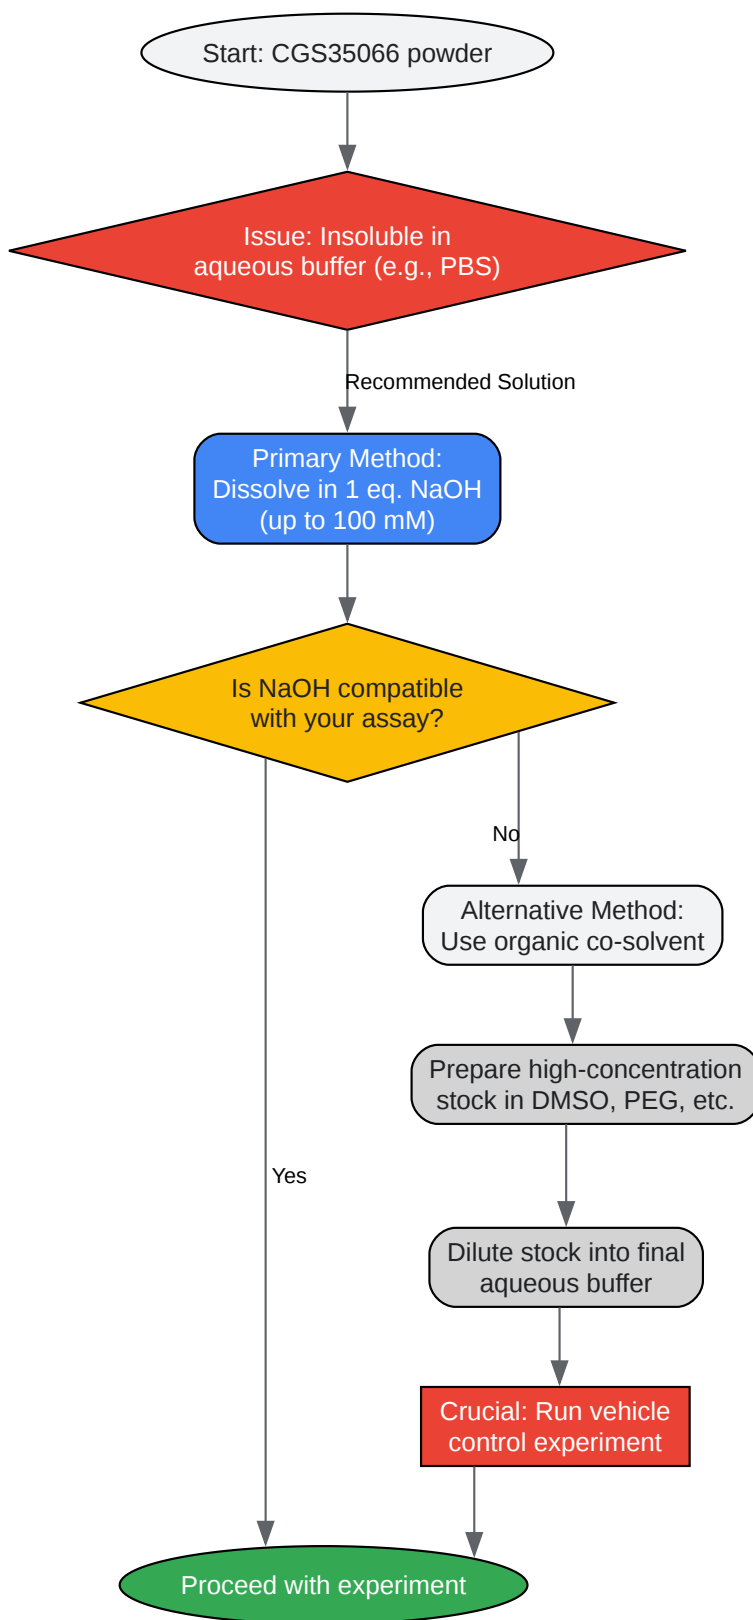 Start: CGS35066 powder
Issue: Insoluble in
aqueous buffer (e.g., PBS)
Recommended Solution
Primary Method:
Dissolve in 1 eq. NaOH
(up to 100 mM)
Is NaOH compatible
with your assay?
No
Alternative Method:
Use organic co-solvent
Prepare high-concentration
stock in DMSO, PEG, etc.
Yes
Dilute stock into final
aqueous buffer
Crucial: Run vehicle
control experiment
Proceed with experiment